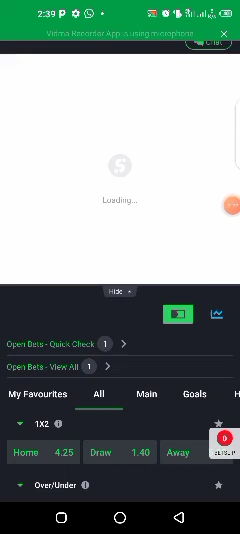 2:39
Vidma Recorder App is using microphone
Chat
Loading...
Hide
Open Bets - Quick Check 1
Open Bets - View All 1
My Favourites All Main Goals H
1X2
Home 4.25 Draw 1.40 Away
0
BETSLIP
Over/Under